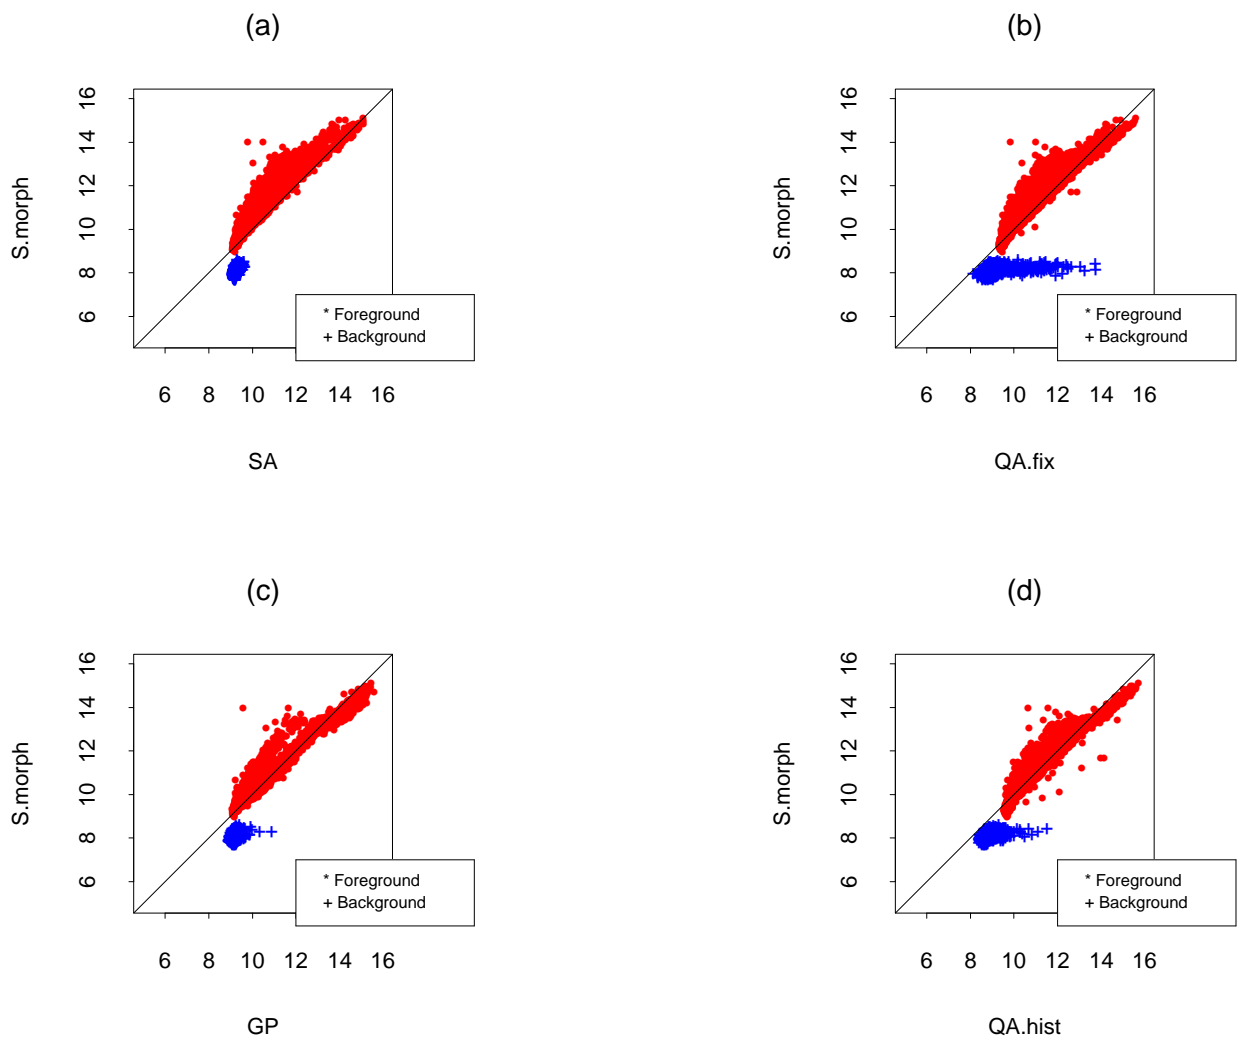 (a)
S.morph
16
14
12
10
8
6
* Foreground
+ Background
6 8 10 12 14 16
SA
(b)
S.morph
16
14
12
10
8
6
* Foreground
+ Background
6 8 10 12 14 16
QA.fix
(c)
S.morph
16
14
12
10
8
6
* Foreground
+ Background
6 8 10 12 14 16
GP
(d)
S.morph
16
14
12
10
8
6
* Foreground
+ Background
6 8 10 12 14 16
QA.hist